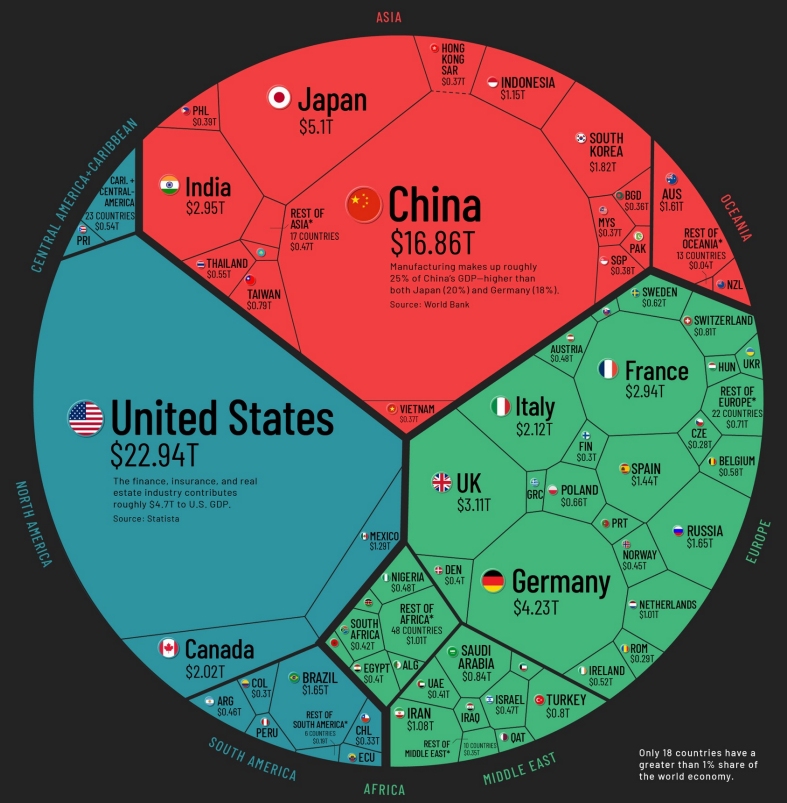 ASIA
HONG
KONG
SAR
$0.37T
INDONESIA
$1.15T
Japan
$5.1T
PHL
$0.39T
SOUTH
KOREA
$1.82T
CENTRAL AMERICA+CARIBBEAN
CARI. +
CENTRAL-
AMERICA
23 COUNTRIES
$0.54T
PRI
India
$2.95T
China
$16.86T
Manufacturing makes up roughly
25% of China's GDP—higher than
both Japan (20%) and Germany (18%).
Source: World Bank
REST OF
ASIA*
17 COUNTRIES
$0.47T
BGD
$0.36T
MYS
$0.37T
PAK
SGP
$0.38T
THAILAND
$0.55T
TAIWAN
$0.79T
VIETNAM
$0.37T
OCEANIA
AUS
$1.61T
REST OF
OCEANIA*
13 COUNTRIES
$0.04T
NZL
NORTH AMERICA
United States
$22.94T
The finance, insurance, and real
estate industry contributes
roughly $4.7T to U.S. GDP.
Source: Statista
MEXICO
$1.29T
Canada
$2.02T
EUROPE
SWEDEN
$0.62T
SWITZERLAND
$0.81T
AUSTRIA
$0.48T
France
$2.94T
HUN
UKR
REST OF
EUROPE*
22 COUNTRIES
$0.71T
Italy
$2.12T
FIN
$0.3T
CZE
$0.28T
BELGIUM
$0.58T
SPAIN
$1.44T
UK
$3.11T
GRC
POLAND
$0.66T
PRT
RUSSIA
$1.65T
NORWAY
$0.45T
DEN
$0.4T
Germany
$4.23T
NETHERLANDS
$1.01T
ROM
$0.29T
IRELAND
$0.52T
NIGERIA
$0.48T
REST OF
AFRICA*
48 COUNTRIES
$1.01T
SOUTH
AFRICA
$0.42T
EGYPT
$0.4T
ALG
AFRICA
SAUDI
ARABIA
$0.84T
UAE
$0.41T
ISRAEL
$0.47T
TURKEY
$0.8T
IRAN
$1.08T
IRAQ
QAT
REST OF
MIDDLE EAST*
10 COUNTRIES
$0.35T
MIDDLE EAST
COL
$0.3T
BRAZIL
$1.65T
ARG
$0.46T
PERU
REST OF
SOUTH AMERICA*
CHL
$0.33T
ECU
SOUTH AMERICA
Only 18 countries have a
greater than 1% share of
the world economy.